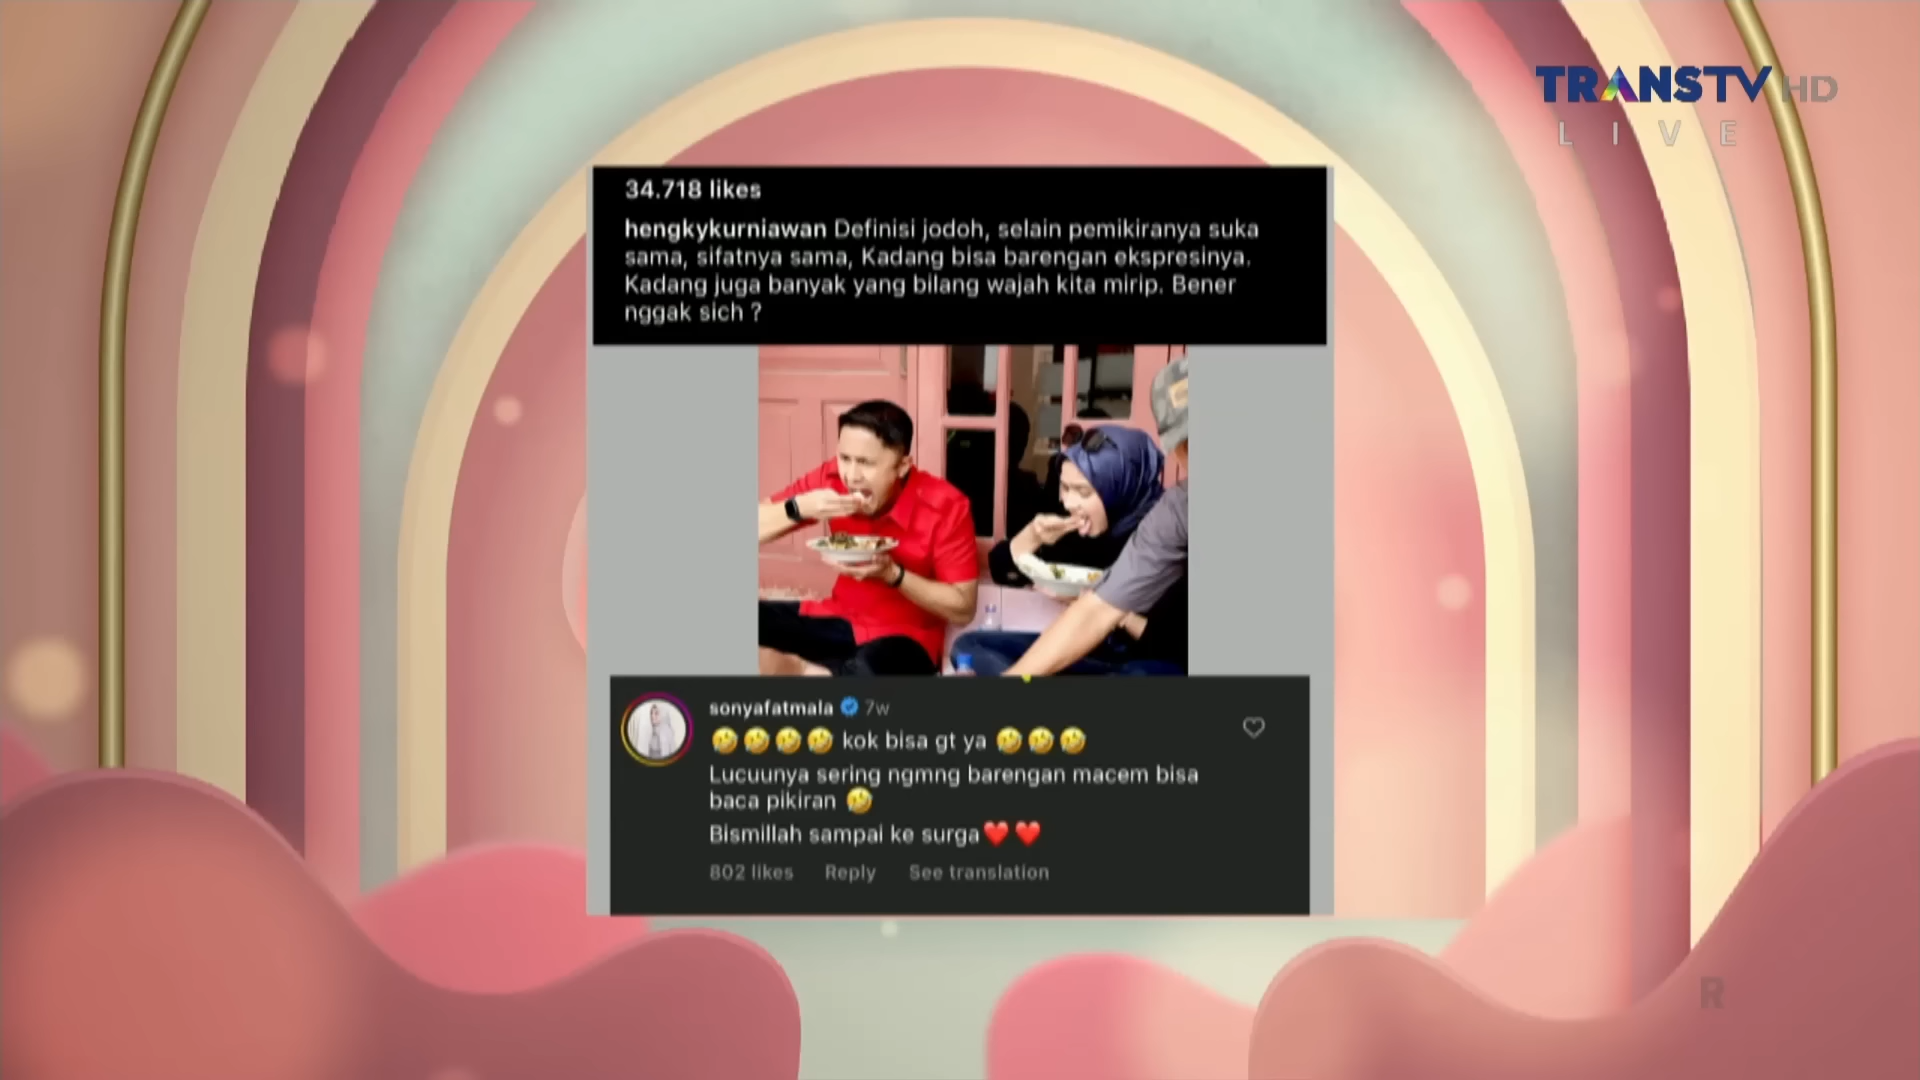 TRANSTV HD
LIVE
34.718 likes
hengkykurniawan Definisi jodoh, selain pemikiranya suka
sama, sifatnya sama, Kadang bisa barengan ekspresinya.
Kadang juga banyak yang bilang wajah kita mirip. Bener
nggak sich ?
sonyafatmala 7w
🤣🤣🤣🤣 kok bisa gt ya 🤣🤣🤣
Lucuunya sering ngmng barengan macem bisa
baca pikiran 🤣
Bismillah sampai ke surga❤️❤️
802 likes Reply See translation
R